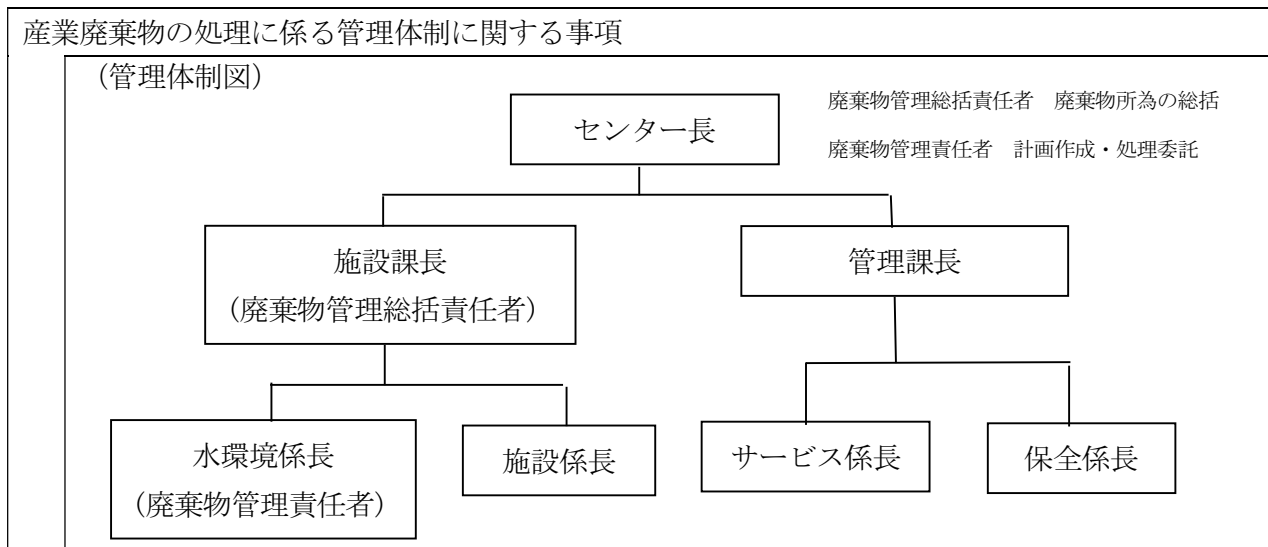 産業廃棄物の処理に係る管理体制に関する事項
（管理体制図）
廃棄物管理総括責任者　廃棄物所為の総括
センター長
廃棄物管理責任者　計画作成・処理委託
施設課長
（廃棄物管理総括責任者）
管理課長
水環境係長
（廃棄物管理責任者）
施設係長
サービス係長
保全係長